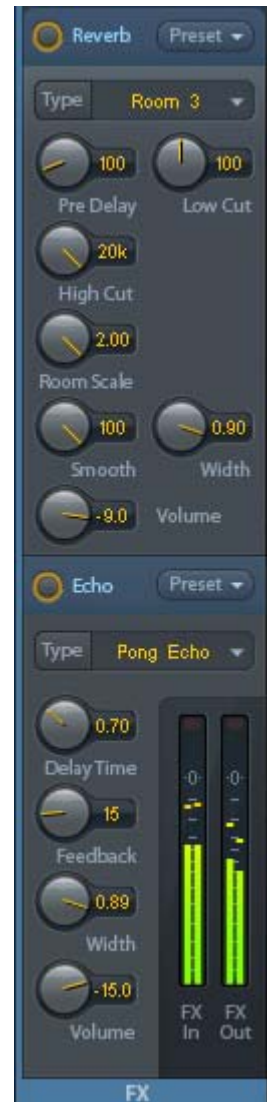 Reverb Preset
Type Room 3
100 100
Pre Delay Low Cut
20k
High Cut
2.00
Room Scale
100 0.90
Smooth Width
-9.0 Volume
Echo Preset
Type Pong Echo
0.70
Delay Time
15
Feedback
0.89
Width
-15.0
Volume
-0- -0-
FX FX
In Out
FX